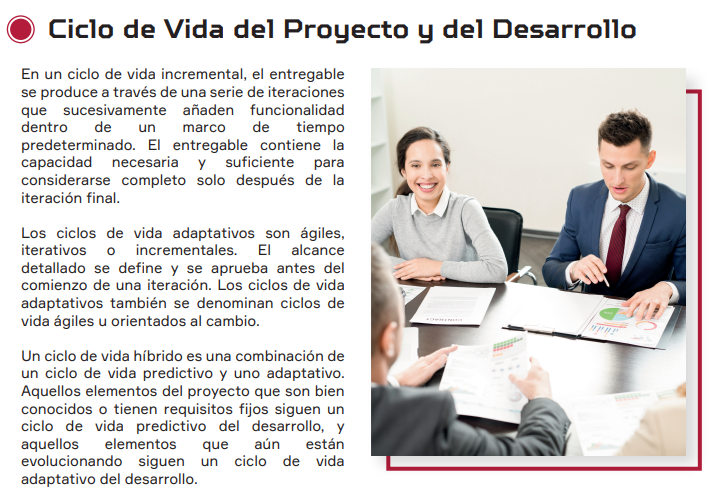 Ciclo de Vida del Proyecto y del Desarrollo
En un ciclo de vida incremental, el entregable
se produce a través de una serie de iteraciones
que sucesivamente añaden funcionalidad
dentro de un marco de tiempo
predeterminado. El entregable contiene la
capacidad necesaria y suficiente para
considerarse completo solo después de la
iteración final.
Los ciclos de vida adaptativos son ágiles,
iterativos o incrementales. El alcance
detallado se define y se aprueba antes del
comienzo de una iteración. Los ciclos de vida
adaptativos también se denominan ciclos de
vida ágiles u orientados al cambio.
Un ciclo de vida híbrido es una combinación de
un ciclo de vida predictivo y uno adaptativo.
Aquellos elementos del proyecto que son bien
conocidos o tienen requisitos fijos siguen un
ciclo de vida predictivo del desarrollo, y
aquellos elementos que aún están
evolucionando siguen un ciclo de vida
adaptativo del desarrollo.
CONTRACT